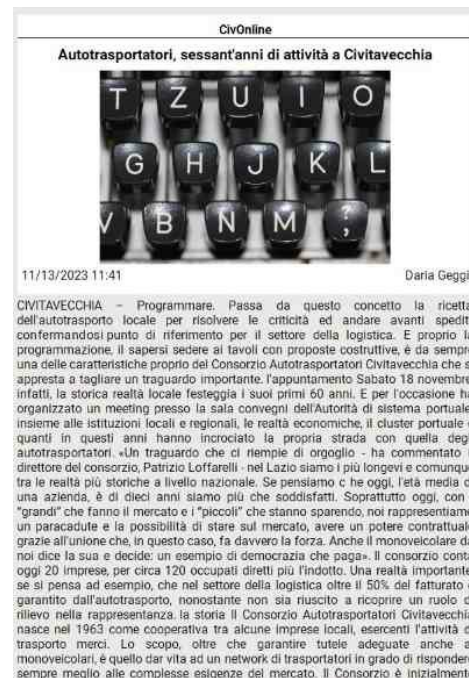 CivOnline
Autotrasportatori, sessant'anni di attività a Civitavecchia
T Z U I O
G H J K L
V B N M ? ;
11/13/2023 11:41
Daria Geggi
CIVITAVECCHIA – Programmare. Passa da questo concetto la ricetta
dell'autotrasporto locale per risolvere le criticità ed andare avanti spediti
confermandosi punto di riferimento per il settore della logistica. E proprio la
programmazione, il sapersi sedere ai tavoli con proposte costruttive, è da sempre
una delle caratteristiche proprio del Consorzio Autotrasportatori Civitavecchia che s
appresta a tagliare un traguardo importante. l'appuntamento Sabato 18 novembre
infatti, la storica realtà locale festeggia i suoi primi 60 anni. E per l'occasione ha
organizzato un meeting presso la sala convegni dell'Autorità di sistema portuale
insieme alle istituzioni locali e regionali, le realtà economiche, il cluster portuale e
quanti in questi anni hanno incrociato la propria strada con quella deg
autotrasportatori. «Un traguardo che ci riempie di orgoglio - ha commentato i
direttore del consorzio, Patrizio Loffarelli - nel Lazio siamo i più longevi e comunque
tra le realtà più storiche a livello nazionale. Se pensiamo c he oggi, l'età media d
una azienda, è di dieci anni siamo più che soddisfatti. Soprattutto oggi, con i
"grandi" che fanno il mercato e i "piccoli" che stanno sparendo, noi rappresentiamo
un paracadute e la possibilità di stare sul mercato, avere un potere contrattuale
grazie all'unione che, in questo caso, fa davvero la forza. Anche il monoveicolare da
noi dice la sua e decide: un esempio di democrazia che paga». Il consorzio conta
oggi 20 imprese, per circa 120 occupati diretti più l'indotto. Una realtà importante
se si pensa ad esempio, che nel settore della logistica oltre il 50% del fatturato è
garantito dall'autotrasporto, nonostante non sia riuscito a ricoprire un ruolo d
rilievo nella rappresentanza. la storia Il Consorzio Autotrasportatori Civitavecchia
nasce nel 1963 come cooperativa tra alcune imprese locali, esercenti l'attività d
trasporto merci. Lo scopo, oltre che garantire tutele adeguate anche a
monoveicolari, è quello dar vita ad un network di trasportatori in grado di rispondere
sempre meglio alle complesse esigenze del mercato. Il Consorzio è inizialment